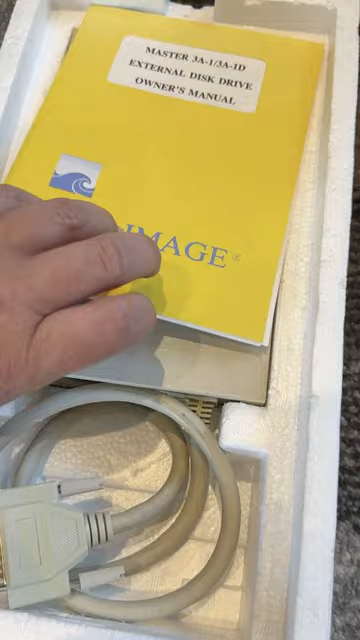 MASTER 3A-1/3A-1D
EXTERNAL DISK DRIVE
OWNER'S MANUAL
IMAGE®